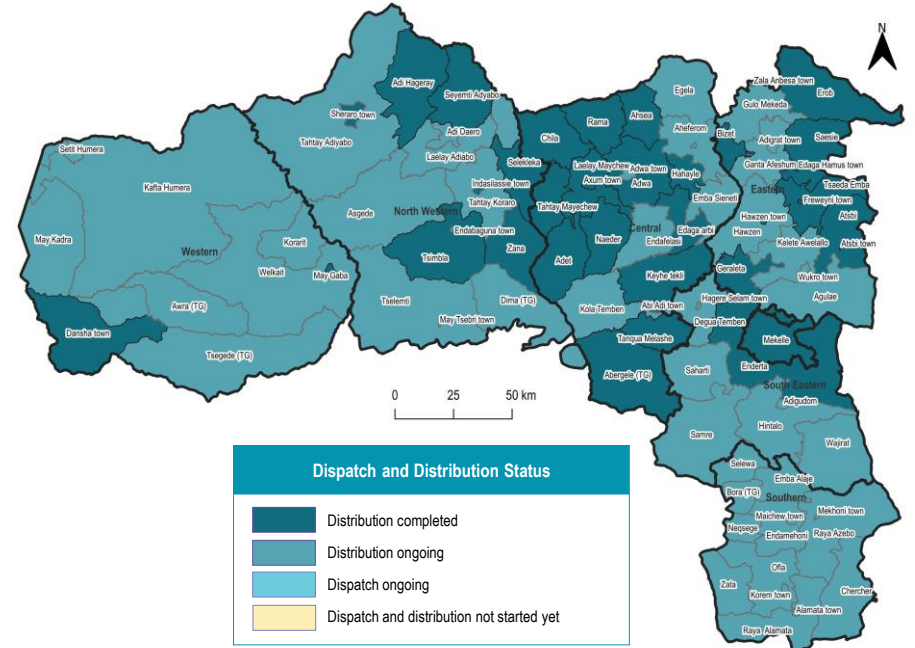 N
Zala Anbesa town
Erob
Egela
Gulo Mekeda
Adi Hageray
Seyemti Adyabo
Sheraro town
Rama
Ahsea
Aheferom
Bizet
Adigrat town
Saesie
Chila
Adi Daero
Tahtay Adiyabo
Setit Humera
Laelay Adiabo
Selekleka
Laelay Maychew
Adwa town
Hahayle
Ganta Afeshum
Edaga Hamus town
Axum town
Adwa
Eastern
Tsaeda Emba
Kafta Humera
Indasilassie town
Emba Sieneti
Freweyni town
Tahtay Koraro
Tahtay Mayechew
Asgede
North Western
Hawzen town
Atsbi
May Kadra
Central
Edaga arbi
Hawzen
Endabaguna town
Naeder
Endafelasi
Kelete Awelallo
Atsbi town
Korarit
Western
Zana
Tsimbla
Adet
Geraleta
Welkait
May Gaba
Keyhe tekli
Wukro town
Tselemti
Dima (TG)
Hagere Selam town
Agulae
Awra (TG)
Kola Temben
Abi Adi town
May Tsebri town
Degua Temben
Dansha town
Tanqua Melashe
Mekelle
Tsegede (TG)
Enderta
Saharti
Abergele (TG)
South Eastern
Adigudom
0 25 50 km
Hintalo
Samre
Wajirat
Selewa
Emba Alaje
Bora (TG)
Southern
Mekhoni town
Maichew town
Neqsege
Endamehoni
Raya Azebo
Ofla
Zata
Chercher
Korem town
Alamata town
Raya Alamata
Dispatch and Distribution Status
Distribution completed
Distribution ongoing
Dispatch ongoing
Dispatch and distribution not started yet